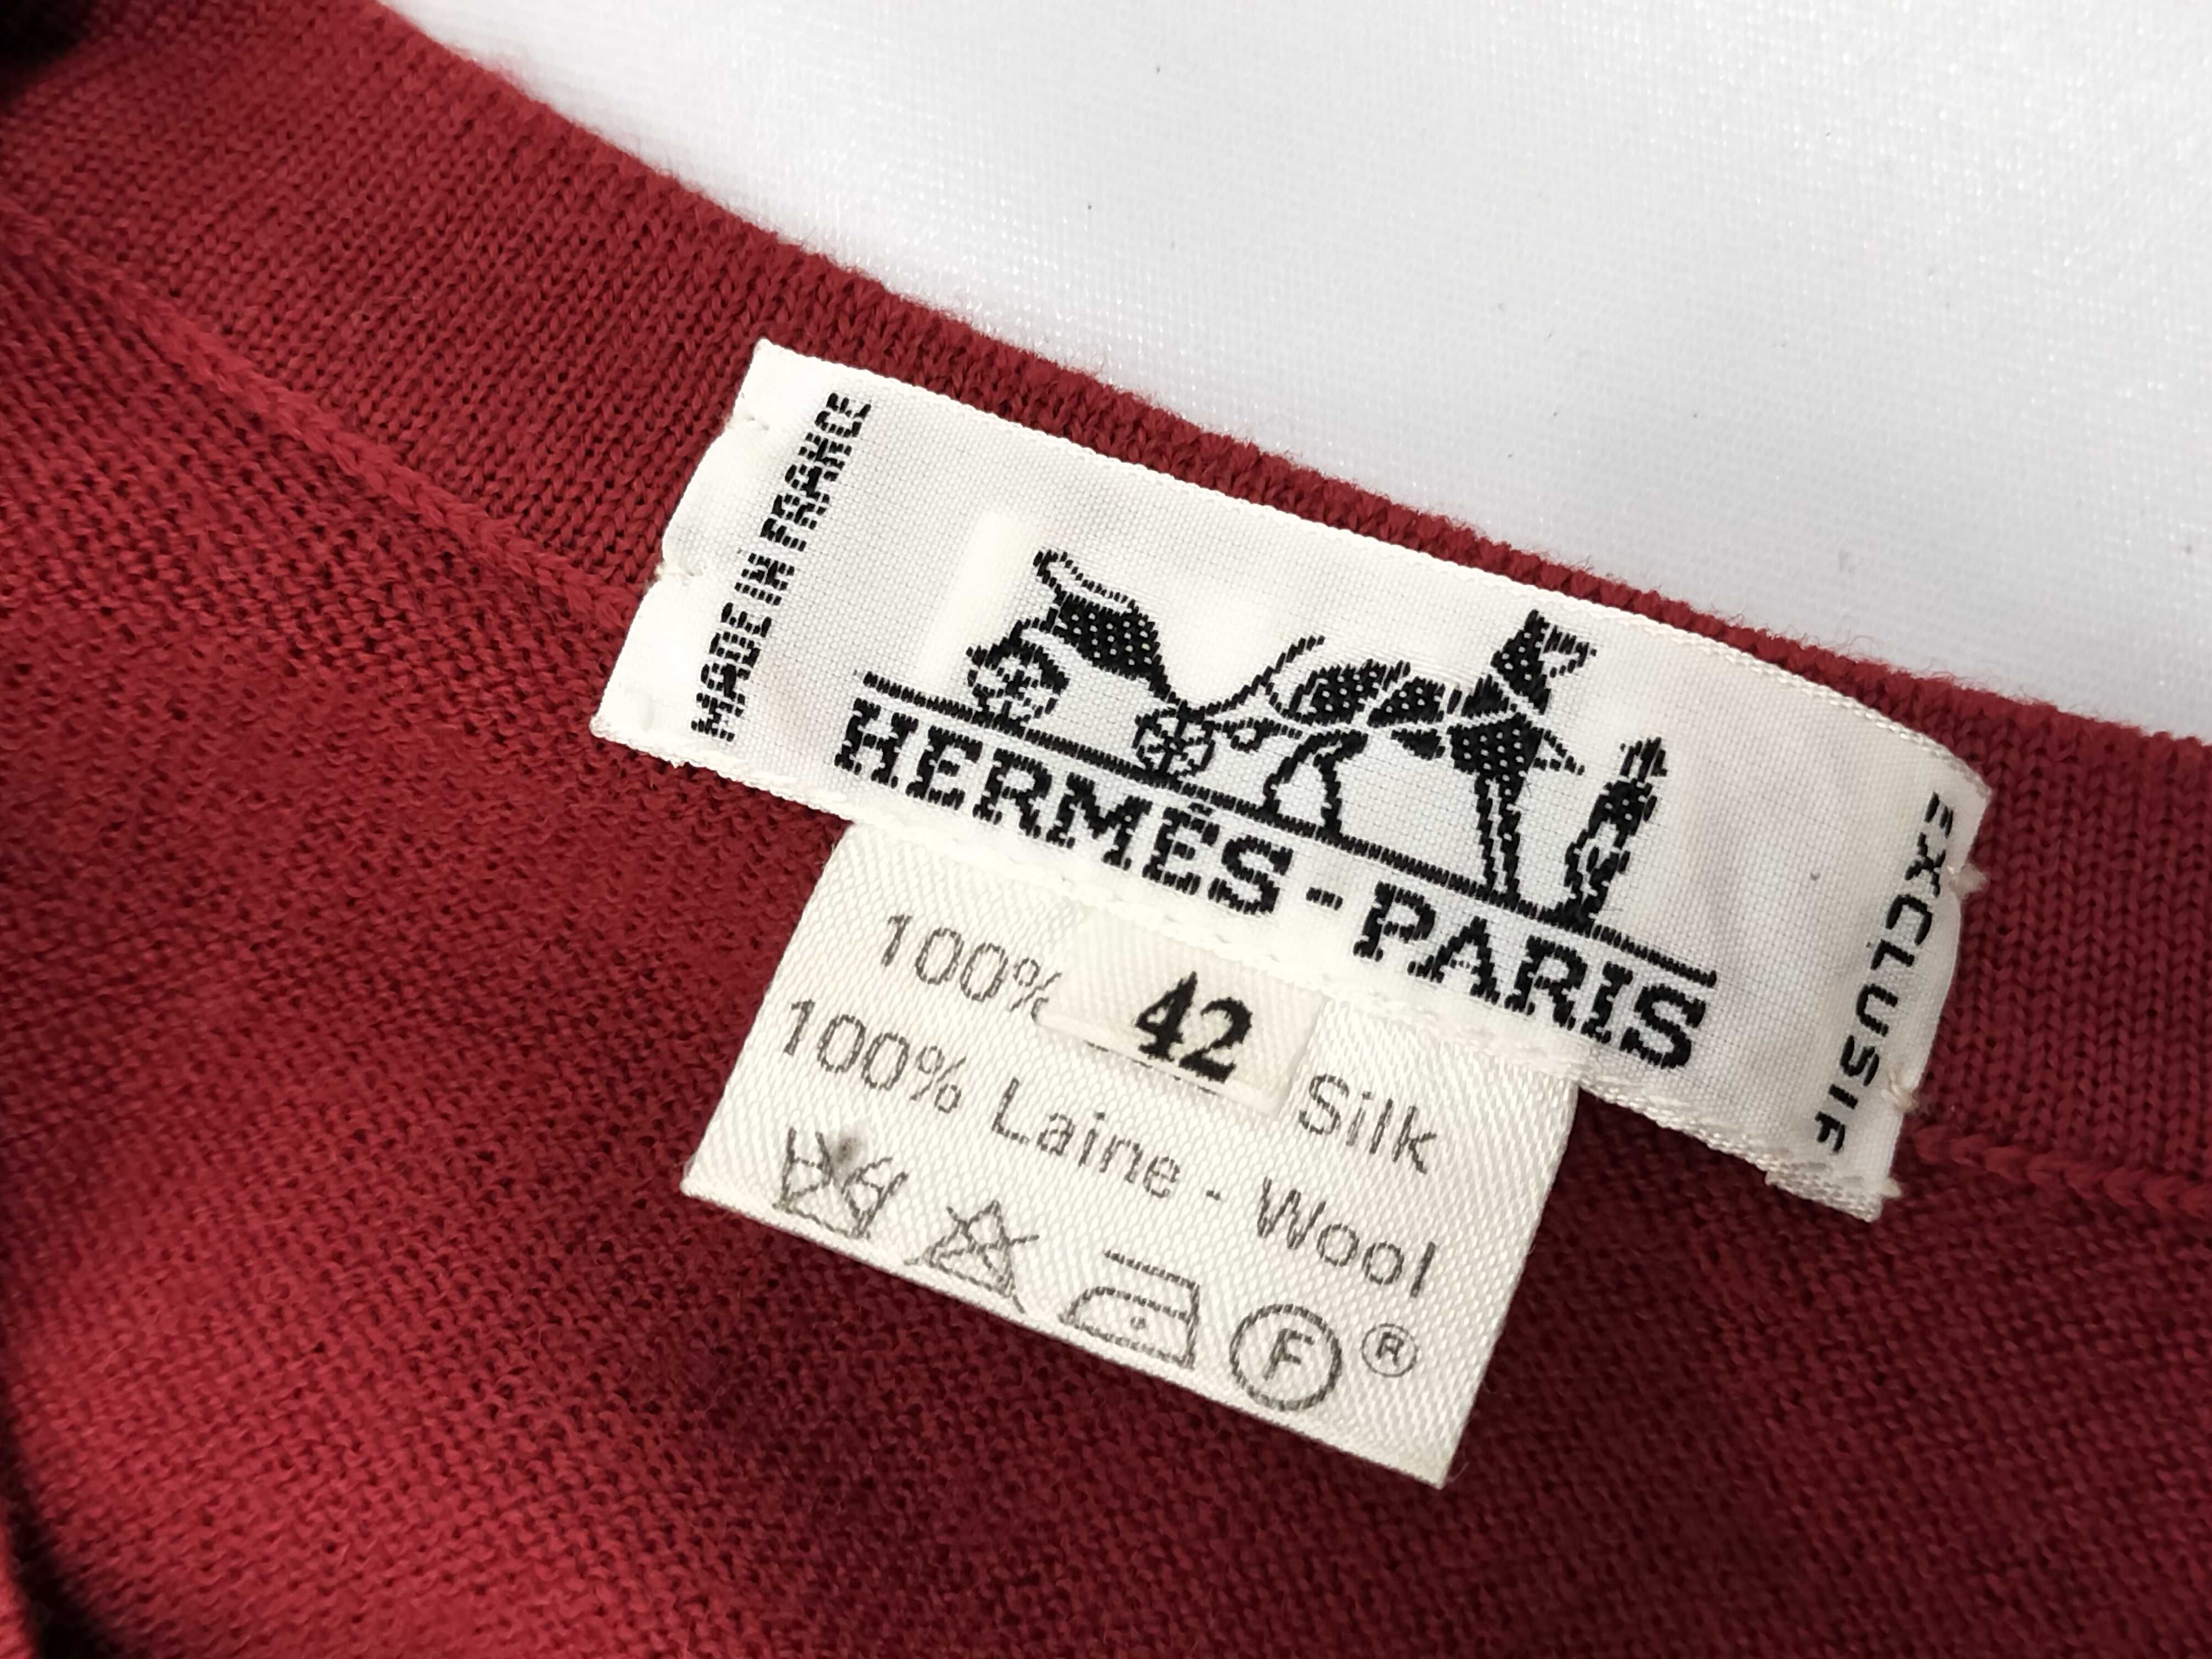 MADE IN FRANCE
HERMÈS-PARIS
EXCLUSIF
42
100% Silk
100% Laine - Wool
F ®